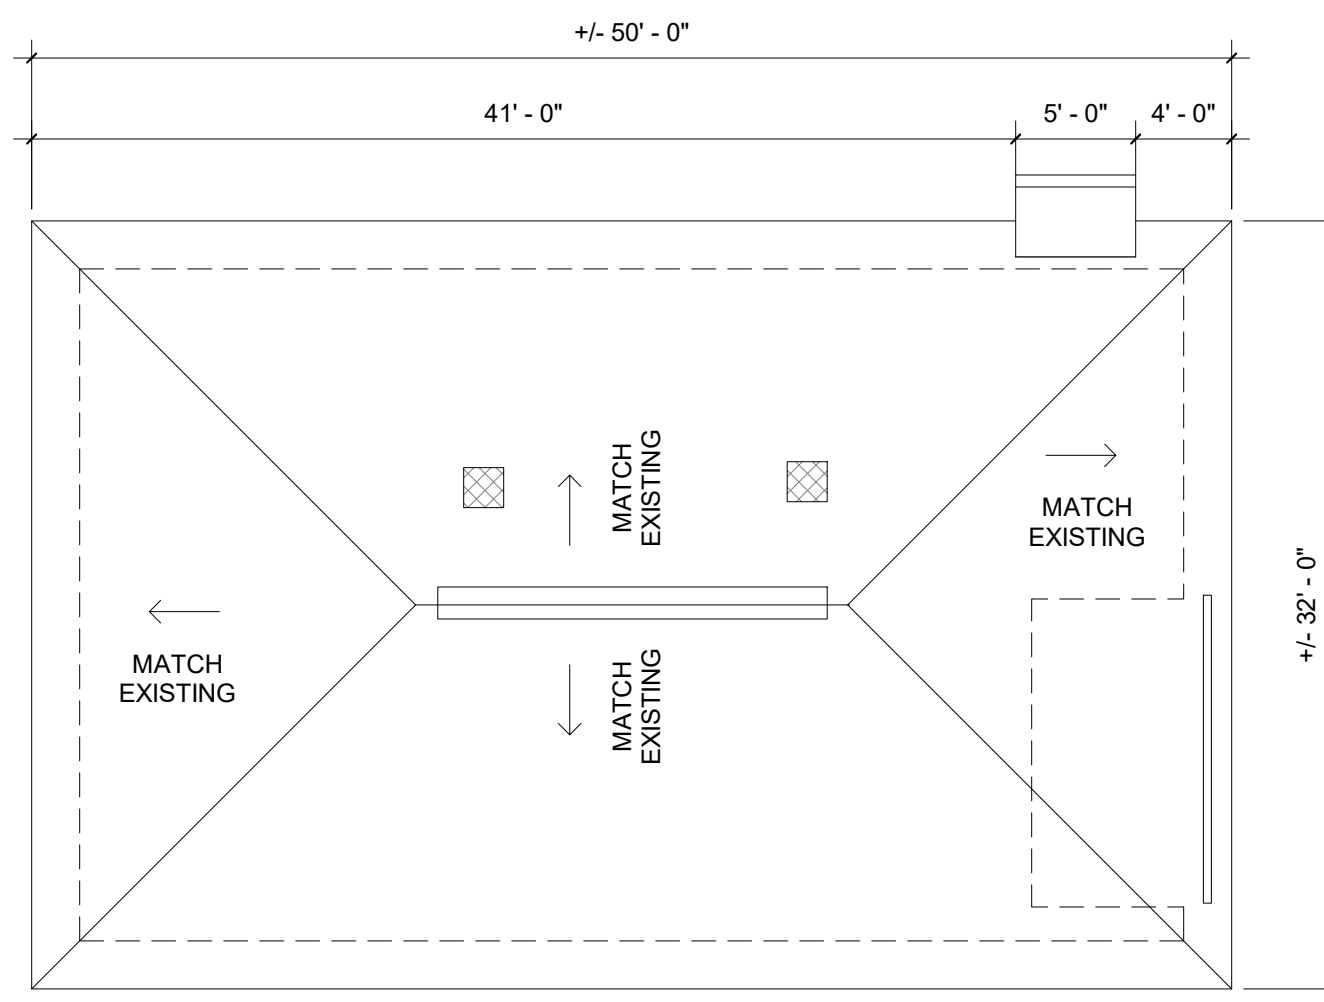 +/- 50' - 0"
41' - 0"
5' - 0"
4' - 0"
MATCH
EXISTING
MATCH
EXISTING
MATCH
EXISTING
MATCH
EXISTING
+/- 32' - 0"